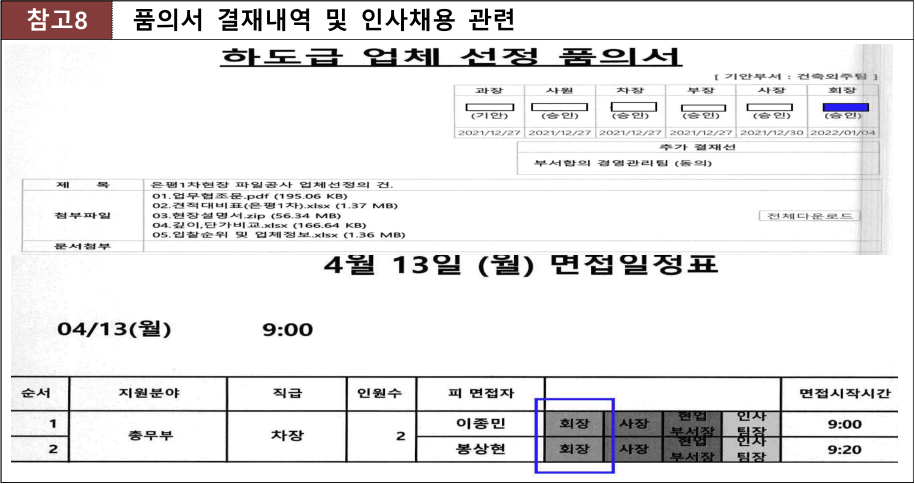 참고8 품의서 결재내역 및 인사채용 관련
하도급 업체 선정 품의서
[ 기안부서 : 건축외주팀 ]
과장 사원 차장 부장 사장 회장
(기안) (승인) (승인) (승인) (승인) (승인)
2021/12/27 2021/12/27 2021/12/27 2021/12/27 2021/12/30 2022/01/04
추가 결재선
부서합의 경영관리팀 (동의)
제 목 은평1차현장 파일공사 업체선정의 건.
01.업무협조문.pdf (195.06 KB)
02.견적대비표(은평1차).xlsx (1.37 MB)
첨부파일 03.현장설명서.zip (56.34 MB) 전체다운로드
04.깊이,단가비교.xlsx (166.64 KB)
05.입찰순위 및 업체정보.xlsx (1.36 MB)
문서첨부
4월 13일 (월) 면접일정표
04/13(월) 9:00
순서 지원분야 직급 인원수 피 면접자 면접시작시간
1 총무부 차장 2 이종민 회장 사장 현업 부서장 인사 팀장 9:00
2 봉상현 회장 사장 현업 부서장 인사 팀장 9:20